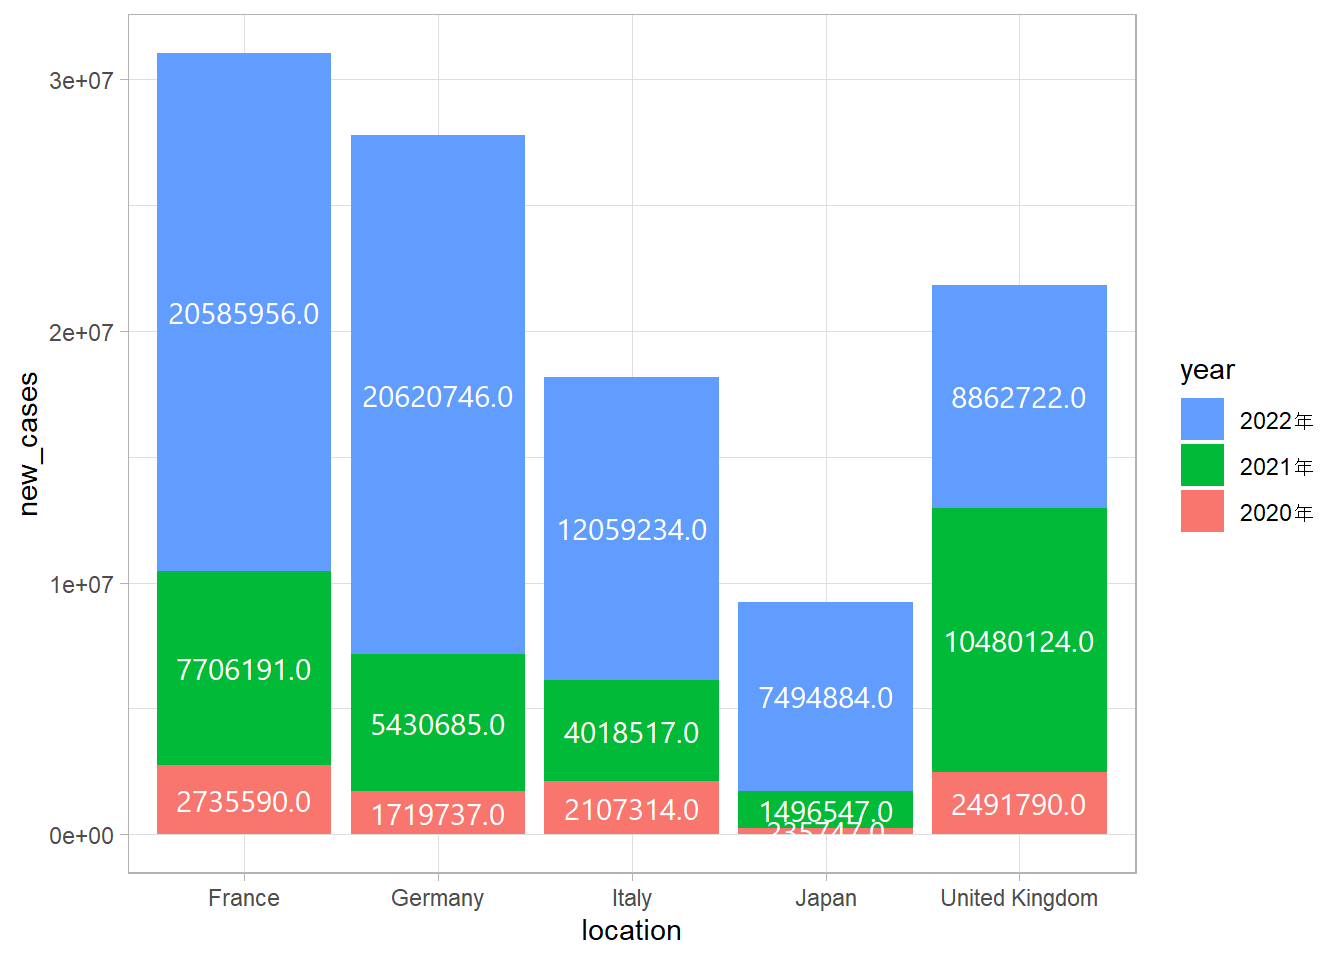 3e+07
2e+07
1e+07
0e+00
new_cases
20585956.0
7706191.0
2735590.0
20620746.0
5430685.0
1719737.0
12059234.0
4018517.0
2107314.0
7494884.0
1496547.0
235747.0
8862722.0
10480124.0
2491790.0
France
Germany
Italy
Japan
United Kingdom
location
year
2022年
2021年
2020年